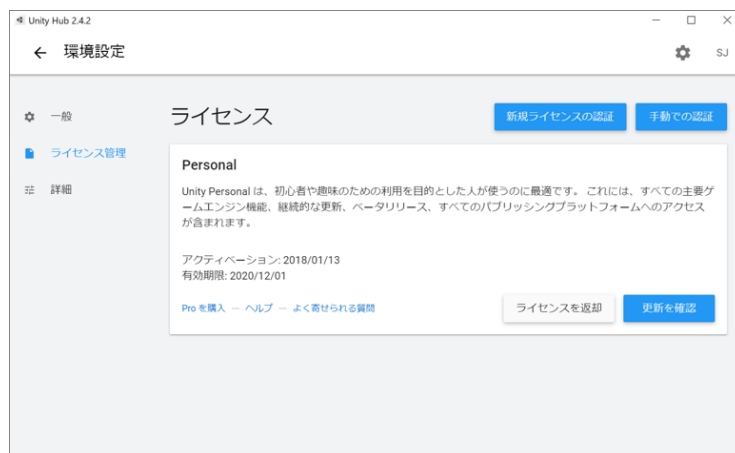 Unity Hub 2.4.2
環境設定
SJ
一般
ライセンス管理
詳細
ライセンス
新規ライセンスの認証
手動での認証
Personal
Unity Personal は、初心者や趣味のための利用を目的とした人が使うのに最適です。 これには、すべての主要ゲ
ームエンジン機能、継続的な更新、ベータリリース、すべてのパブリッシングプラットフォームへのアクセス
が含まれます。
アクティベーション: 2018/01/13
有効期限: 2020/12/01
Pro を購入 — ヘルプ — よく寄せられる質問
ライセンスを返却
更新を確認